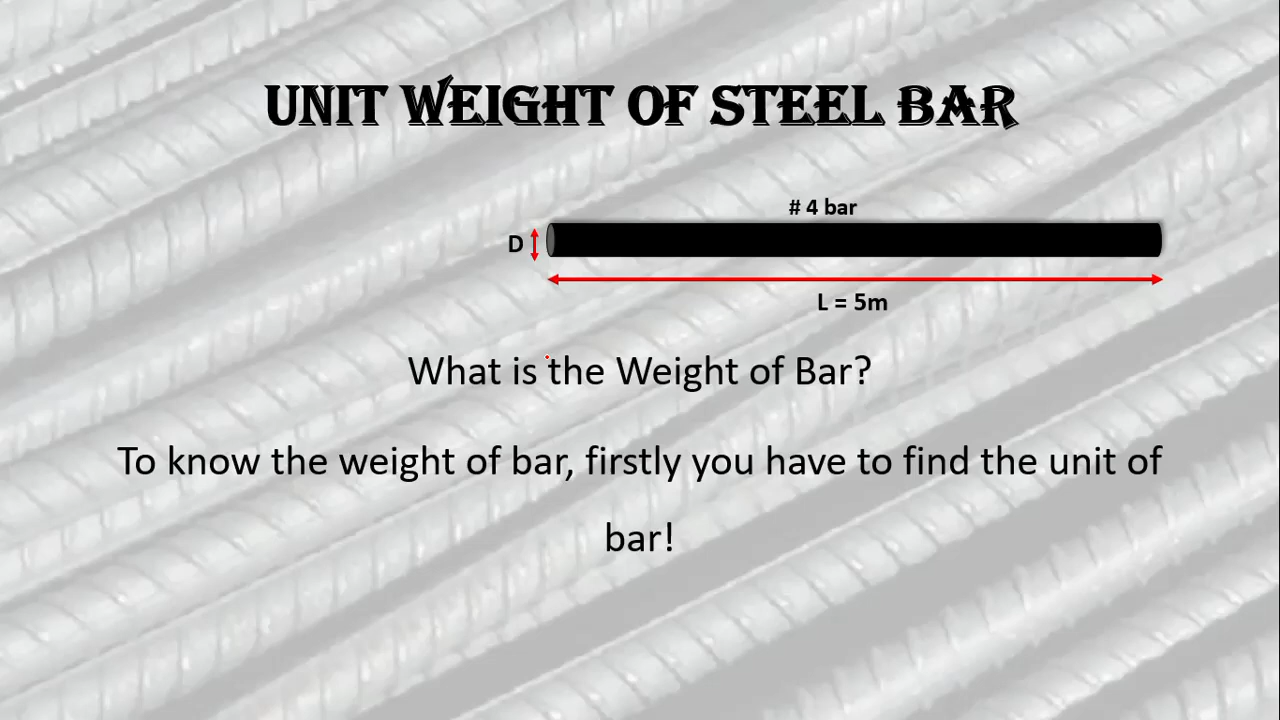 UNIT WEIGHT OF STEEL BAR
# 4 bar
D
L = 5m
What is the Weight of Bar?
To know the weight of bar, firstly you have to find the unit of
bar!